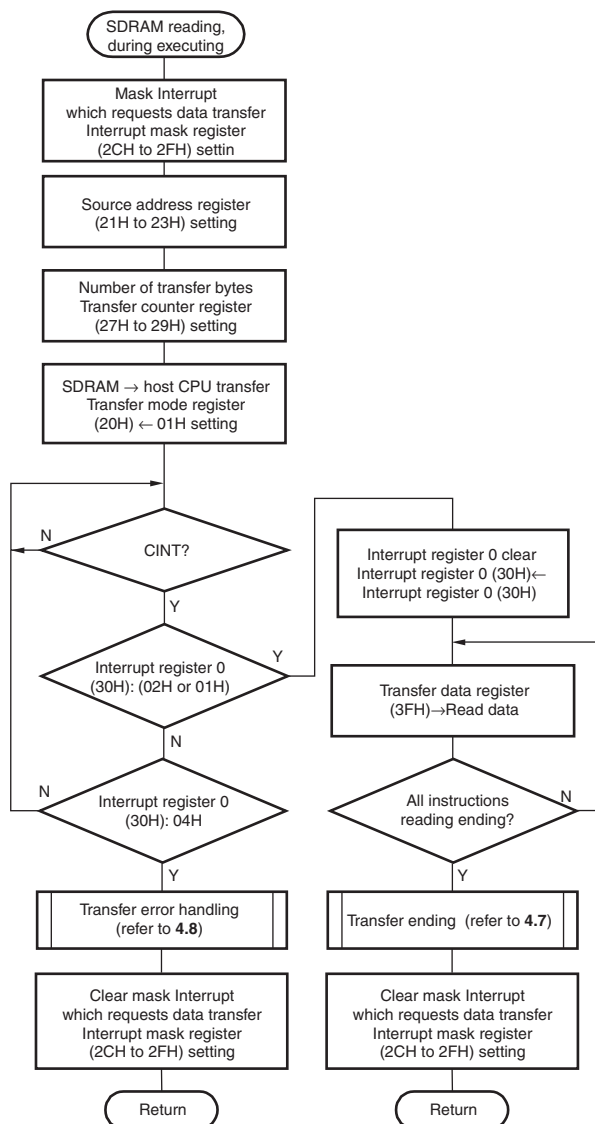 SDRAM reading,
during executing
Mask Interrupt
which requests data transfer
Interrupt mask register
(2CH to 2FH) settin
Source address register
(21H to 23H) setting
Number of transfer bytes
Transfer counter register
(27H to 29H) setting
SDRAM → host CPU transfer
Transfer mode register
(20H) ← 01H setting
N
CINT?
Y
Interrupt register 0
(30H): (02H or 01H)
Y
N
N
Interrupt register 0
(30H): 04H
Y
Transfer error handling
(refer to 4.8)
Clear mask Interrupt
which requests data transfer
Interrupt mask register
(2CH to 2FH) setting
Return
Interrupt register 0 clear
Interrupt register 0 (30H)←
Interrupt register 0 (30H)
Transfer data register
(3FH)→Read data
All instructions
reading ending?
N
Y
Transfer ending (refer to 4.7)
Clear mask Interrupt
which requests data transfer
Interrupt mask register
(2CH to 2FH) setting
Return